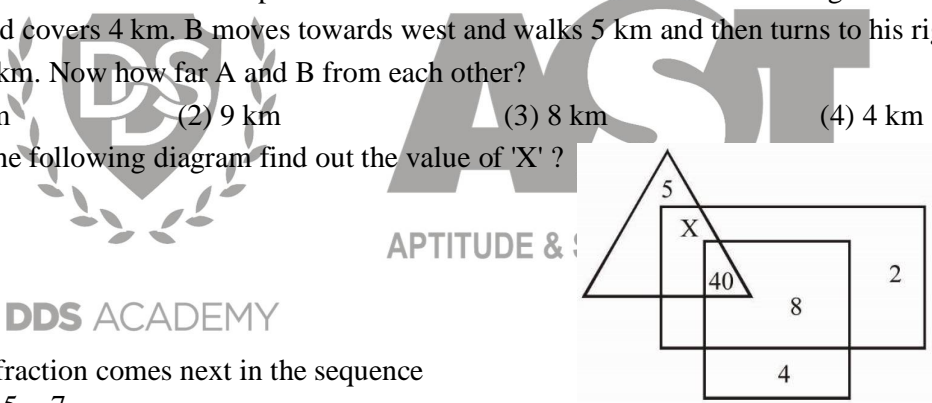 covers 4 km. B moves towards west and walks 5 km and then turns to his
km. Now how far A and B from each other?
(2) 9 km (3) 8 km (4) 4 km
following diagram find out the value of 'X' ?
5
X
40
2
8
4
APTITUDE &
DDS ACADEMY
fraction comes next in the sequence
DDS
AST